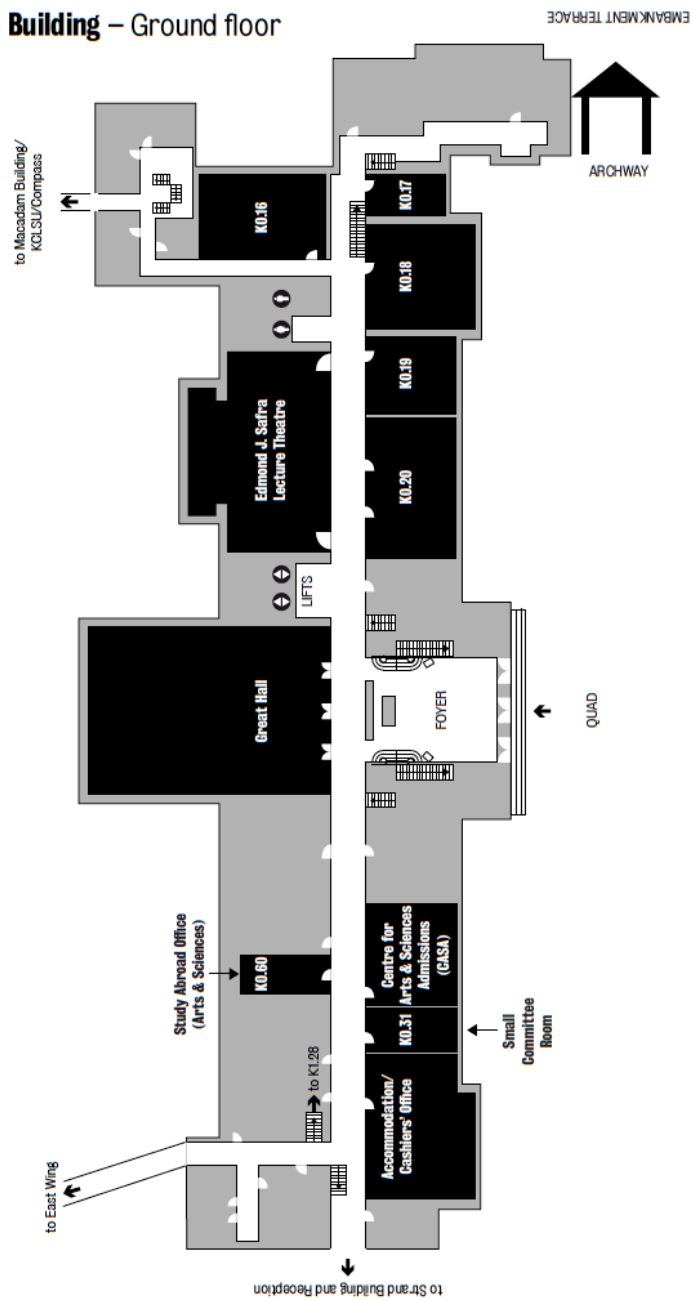 Building – Ground floor
EMBANKMENT TERRACE
ARCHWAY
to Macadam Building/
KCLSU/Compass
K0.16
K0.17
K0.18
K0.19
Edmond J. Safra
Lecture Theatre
K0.20
LIFTS
Great Hall
FOYER
QUAD
Study Abroad Office
(Arts & Sciences)
K0.60
Centre for
Arts & Sciences
Admissions
(CASA)
K0.31
Small
Committee
Room
to K1.28
Accommodation/
Cashiers' Office
to East Wing
to Strand Building and Reception